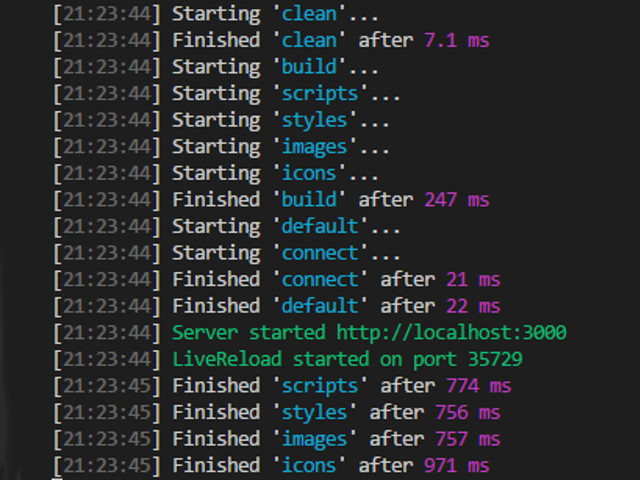 [21:23:44] Starting 'clean'...
[21:23:44] Finished 'clean' after 7.1 ms
[21:23:44] Starting 'build'...
[21:23:44] Starting 'scripts'...
[21:23:44] Starting 'styles'...
[21:23:44] Starting 'images'...
[21:23:44] Starting 'icons'...
[21:23:44] Finished 'build' after 247 ms
[21:23:44] Starting 'default'...
[21:23:44] Starting 'connect'...
[21:23:44] Finished 'connect' after 21 ms
[21:23:44] Finished 'default' after 22 ms
[21:23:44] Server started http://localhost:3000
[21:23:44] LiveReload started on port 35729
[21:23:45] Finished 'scripts' after 774 ms
[21:23:45] Finished 'styles' after 756 ms
[21:23:45] Finished 'images' after 757 ms
[21:23:45] Finished 'icons' after 971 ms